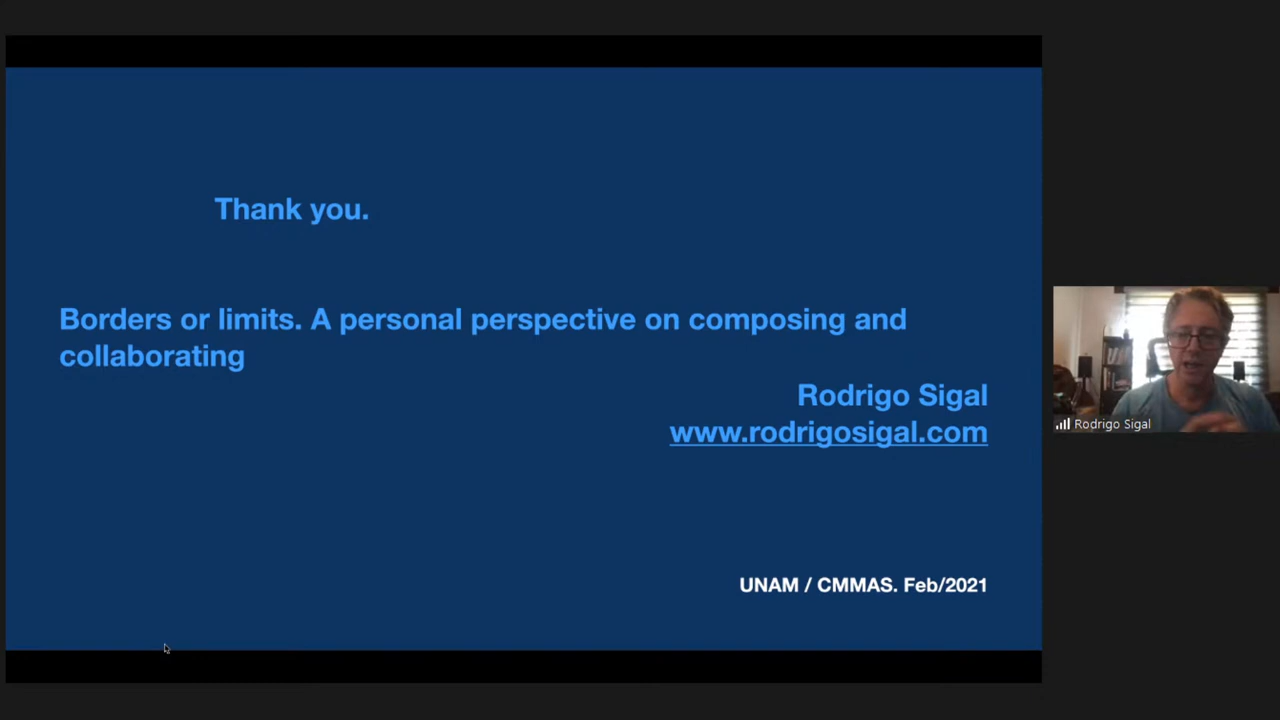 Thank you.
Borders or limits. A personal perspective on composing and
collaborating
Rodrigo Sigal
www.rodrigosigal.com
UNAM / CMMAS. Feb/2021
Rodrigo Sigal